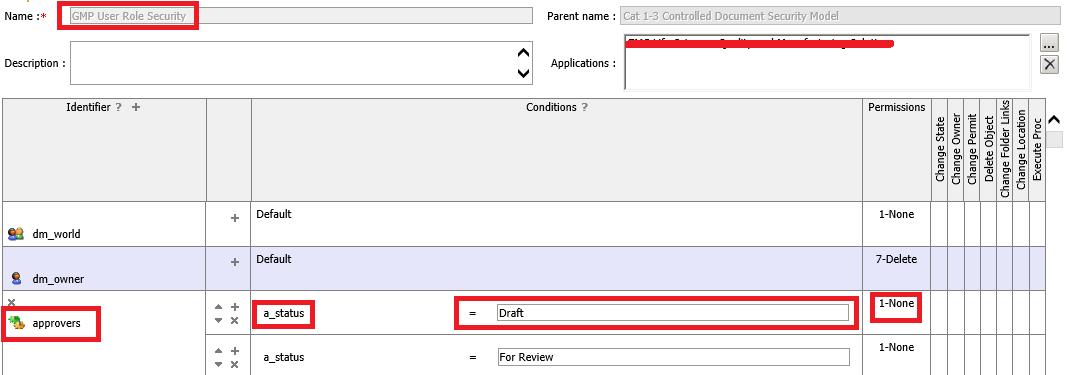 Name :* GMP User Role Security
Parent name : Cat 1-3 Controlled Document Security Model
Description :
Applications :
...
Identifier ? +
Conditions ?
Permissions
Change State
Change Owner
Change Permit
Delete Object
Change Folder Links
Change Location
Execute Proc
dm_world
+
Default
1-None
dm_owner
+
Default
7-Delete
approvers
+
a_status = Draft
1-None
+
a_status = For Review
1-None